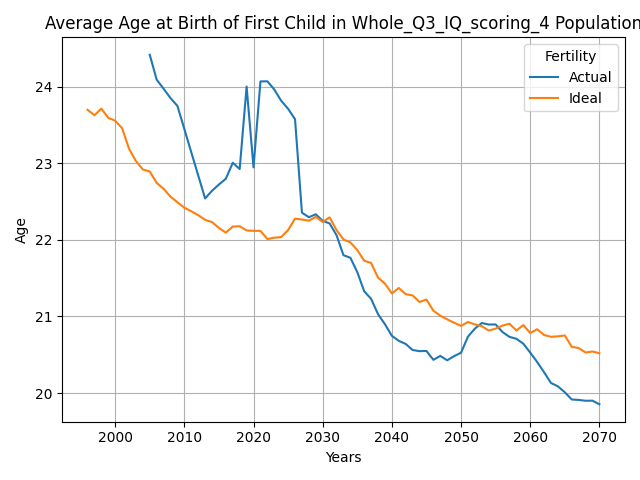 Average Age at Birth of First Child in Whole_Q3_IQ_scoring_4 Population
Fertility
Actual
Ideal
24
23
22
21
20
Age
2000 2010 2020 2030 2040 2050 2060 2070
Years